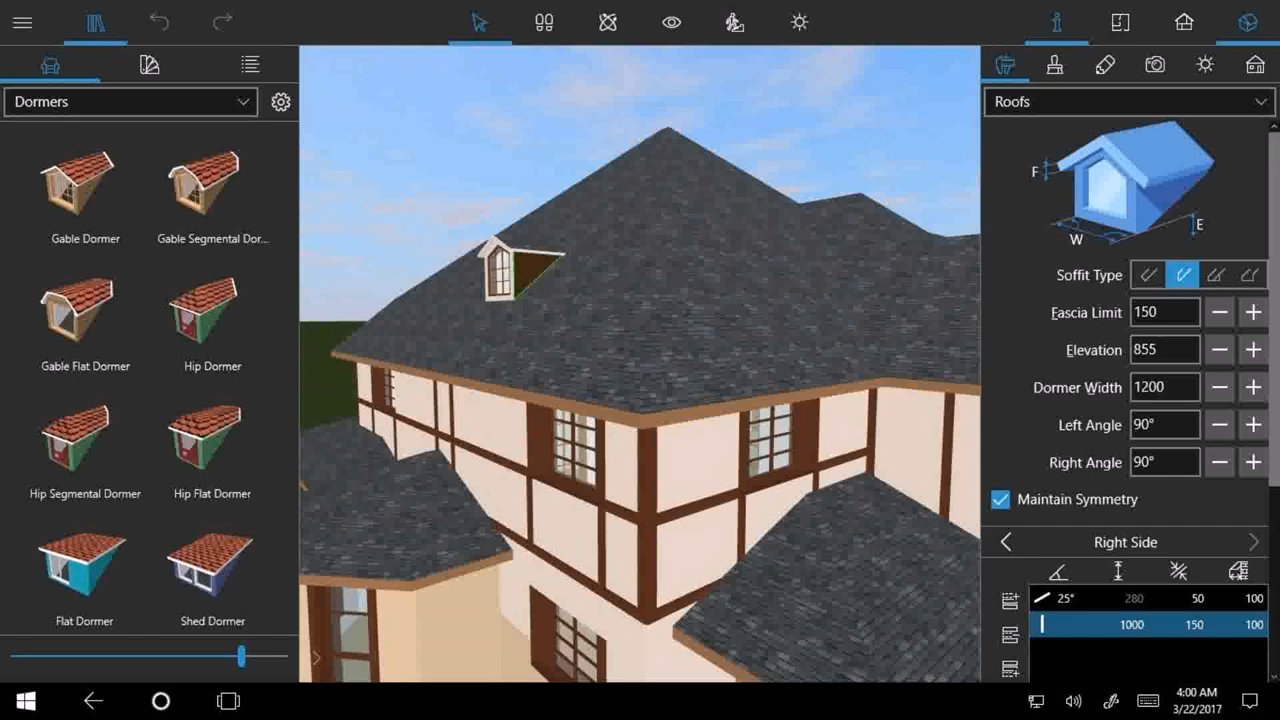 Dormers
Gable Dormer
Gable Segmental Dor...
Gable Flat Dormer
Hip Dormer
Hip Segmental Dormer
Hip Flat Dormer
Flat Dormer
Shed Dormer
Roofs
F
W
E
Soffit Type
Fascia Limit 150
Elevation 855
Dormer Width 1200
Left Angle 90°
Right Angle 90°
Maintain Symmetry
Right Side
25° 280 50 100
1000 150 100
4:00 AM
3/22/2017